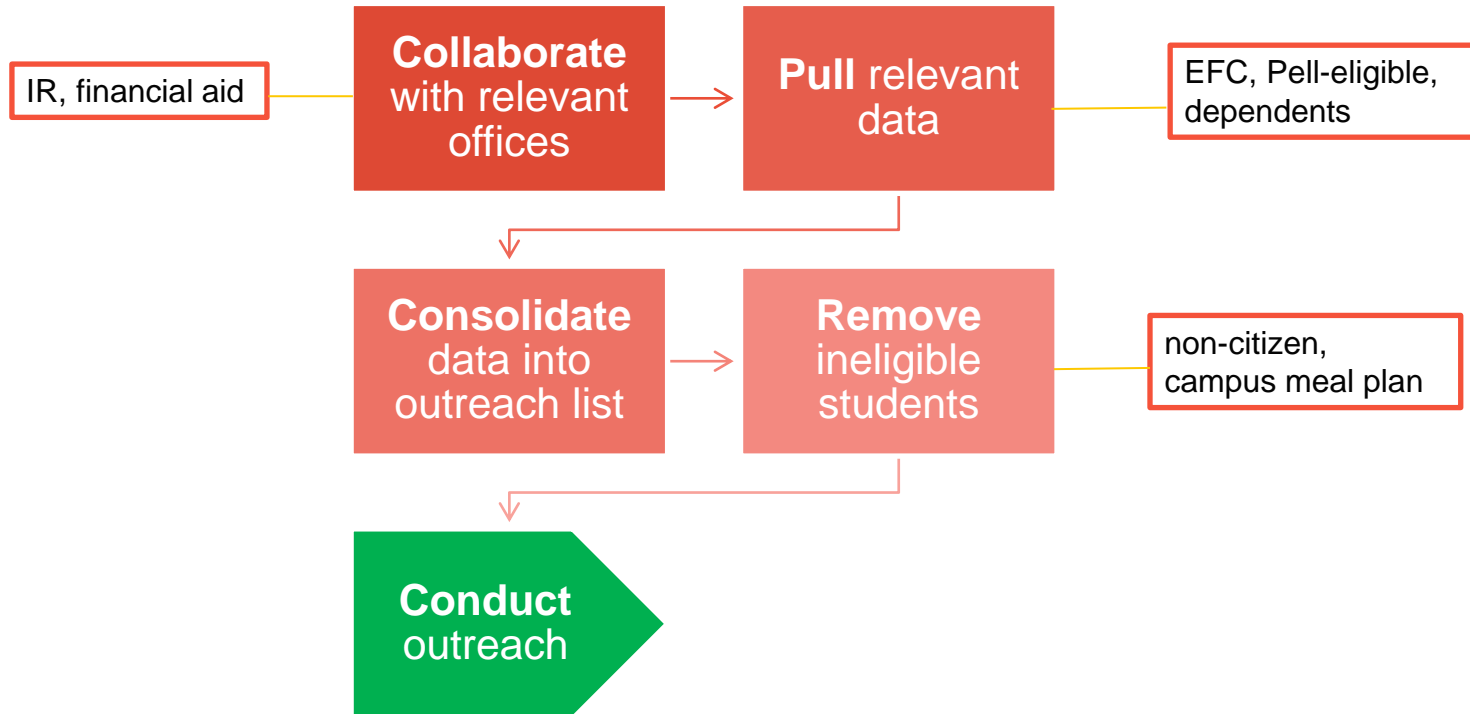 IR, financial aid
Collaborate
with relevant
offices
Pull relevant
data
EFC, Pell-eligible,
dependents
Consolidate
data into
outreach list
Remove
ineligible
students
non-citizen,
campus meal plan
Conduct
outreach